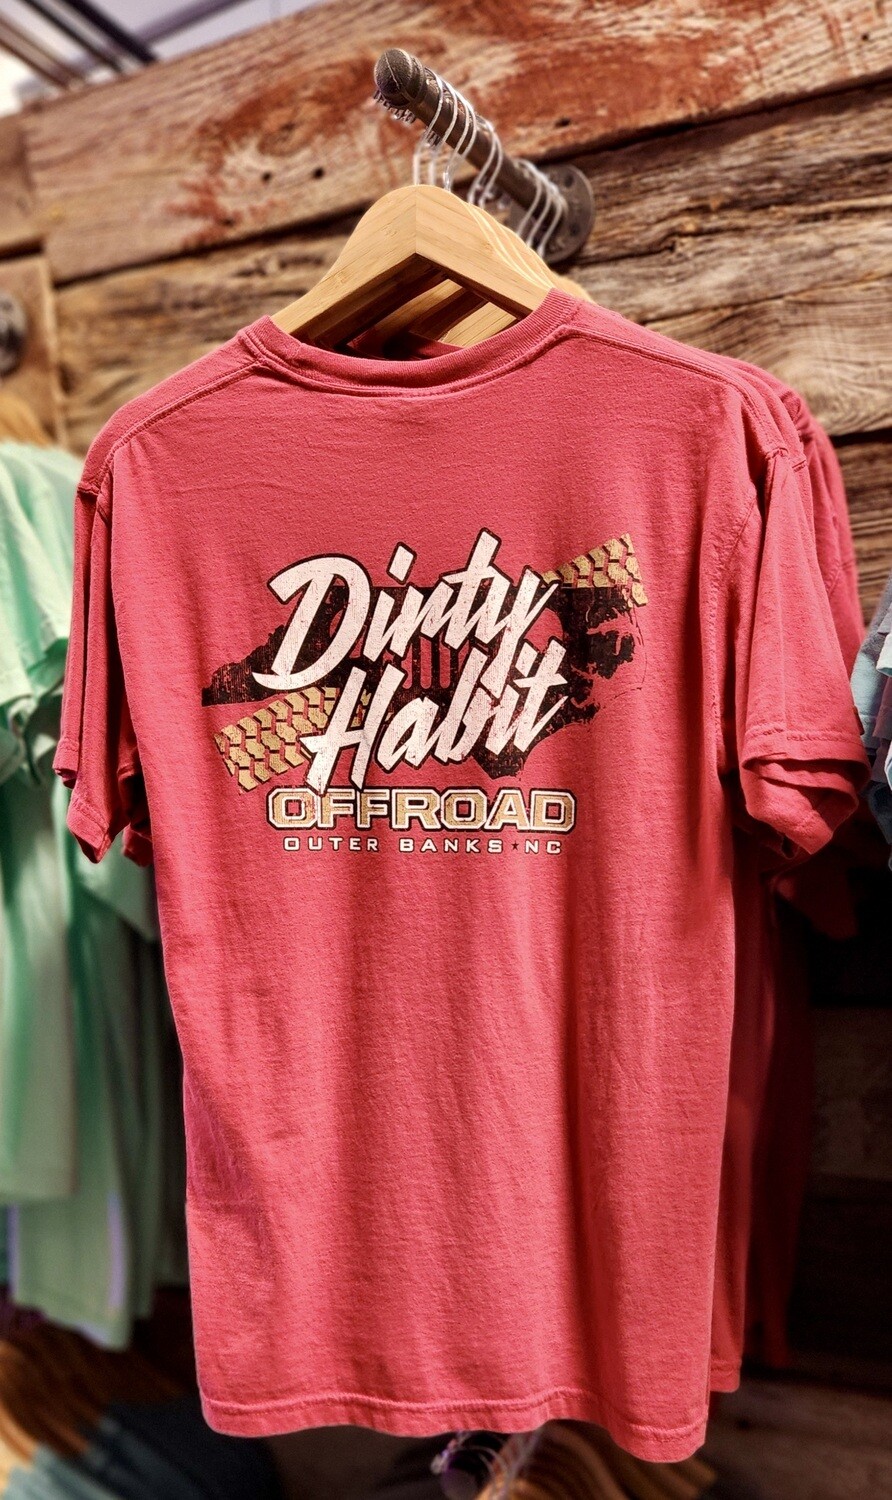 Dirty
Habit
OFFROAD
OUTER BANKS★NC